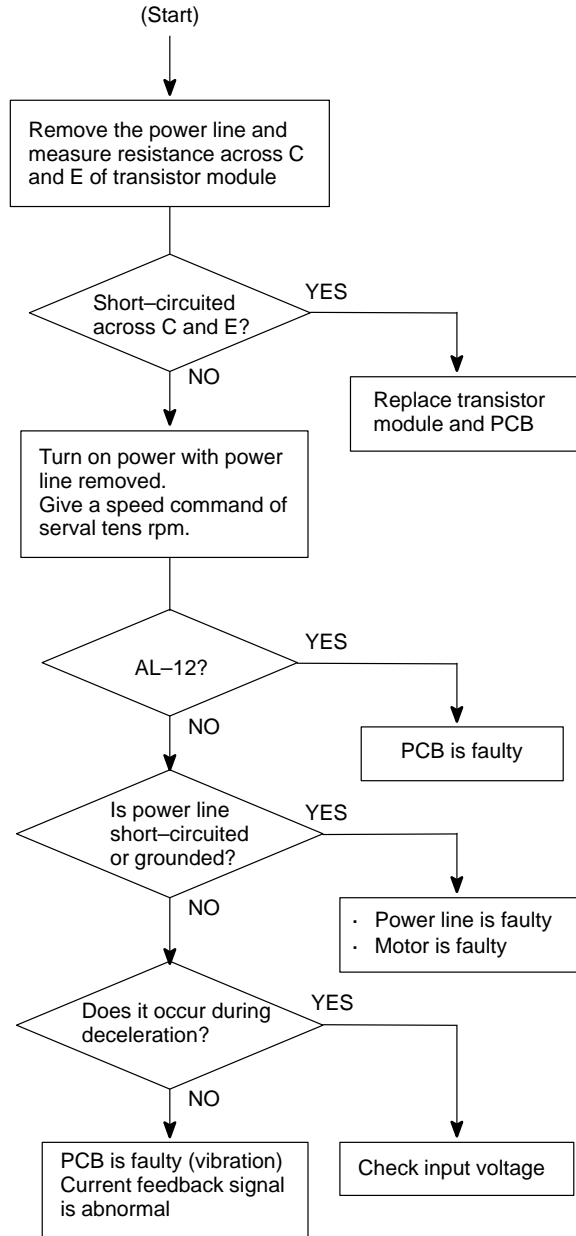 (Start)
Remove the power line and
measure resistance across C
and E of transistor module
Short–circuited
across C and E?
YES
NO
Replace transistor
module and PCB
Turn on power with power
line removed.
Give a speed command of
serval tens rpm.
AL–12?
YES
NO
PCB is faulty
Is power line
short–circuited
or grounded?
YES
NO
· Power line is faulty
· Motor is faulty
Does it occur during
deceleration?
YES
NO
PCB is faulty (vibration)
Current feedback signal
is abnormal
Check input voltage